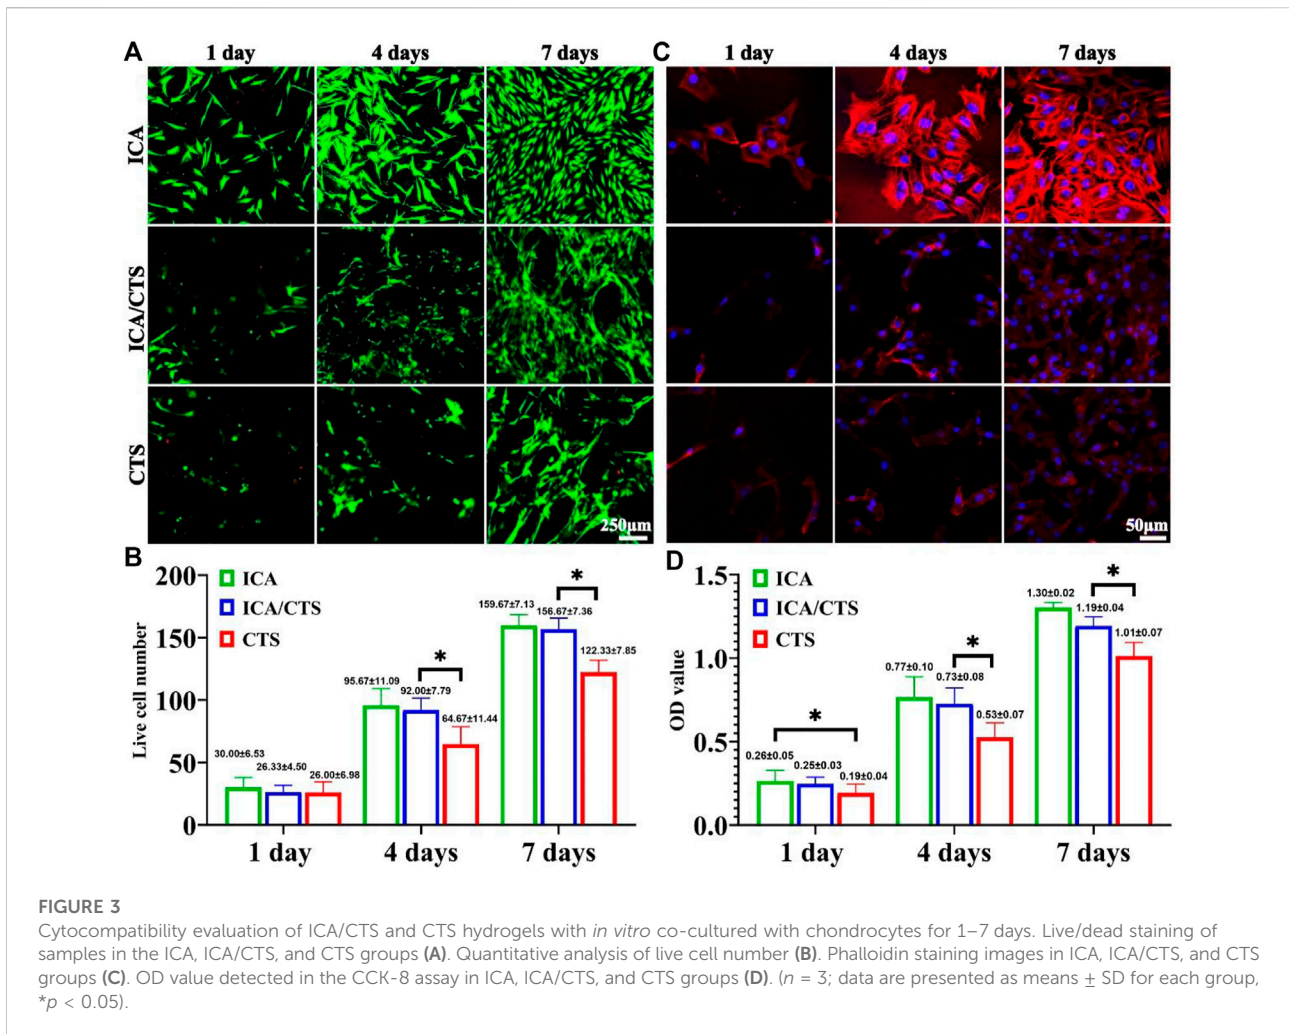 A
1 day
4 days
7 days
C
1 day
4 days
7 days
ICA
ICA/CTS
CTS
250μm
50μm
B
200
150
100
50
0
Live cell number
ICA
ICA/CTS
CTS
30.00±6.53
26.33±4.50
26.00±6.98
95.67±11.09
92.00±7.79
64.67±11.44
159.67±7.13
156.67±7.36
122.33±7.85
*
*
1 day
4 days
7 days
D
1.5
1.0
0.5
0.0
OD value
ICA
ICA/CTS
CTS
0.26±0.05
0.25±0.03
0.19±0.04
0.77±0.10
0.73±0.08
0.53±0.07
1.30±0.02
1.19±0.04
1.01±0.07
*
*
*
1 day
4 days
7 days
FIGURE 3
Cytocompatibility evaluation of ICA/CTS and CTS hydrogels with in vitro co-cultured with chondrocytes for 1–7 days. Live/dead staining of
samples in the ICA, ICA/CTS, and CTS groups (A). Quantitative analysis of live cell number (B). Phalloidin staining images in ICA, ICA/CTS, and CTS
groups (C). OD value detected in the CCK-8 assay in ICA, ICA/CTS, and CTS groups (D). (n = 3; data are presented as means ± SD for each group,
*p < 0.05).